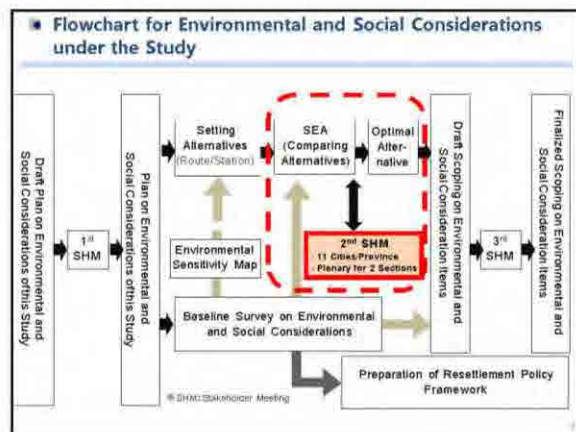 Flowchart for Environmental and Social Considerations
under the Study
Draft Plan on Environmental and
Social Considerations of this Study
1st
SHM
Plan on Environmental and
Social Considerations of this Study
Setting
Alternatives
(Route/Station)
Environmental
Sensitivity Map
SEA
(Comparing
Alternatives)
Optimal
Alter-
native
2nd SHM
- 11 Cities/Province
- Plenary for 2 Sections
Baseline Survey on Environmental
and Social Considerations
Draft Scoping on Environmental and
Social Consideration Items
3rd
SHM
Finalized Scoping on Environmental and
Social Consideration Items
Preparation of Resettlement Policy
Framework
※ SHM: Stakeholder Meeting